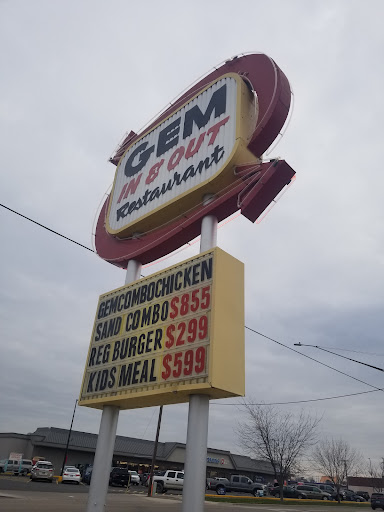 GEM
IN & OUT
Restaurant
GEMCOMBOCHICKEN
SAND COMBO$855
REG BURGER$299
KIDS MEAL$599